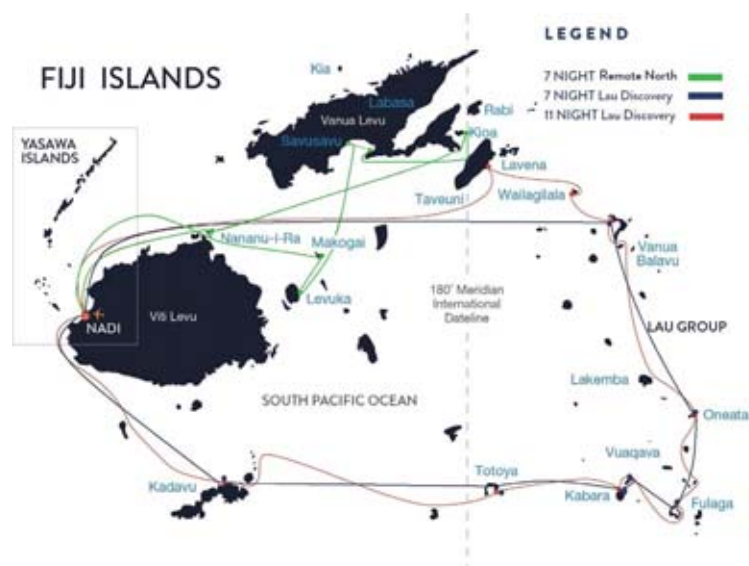 LEGEND
FIJI ISLANDS
7 NIGHT Remote North
7 NIGHT Lau Discovery
11 NIGHT Lau Discovery
Kia
Labasa
Rabi
Vanua Levu
Kioa
Savusavu
YASAWA
ISLANDS
Lavena
Taveuni
Wailagilala
Nananu-i-Ra
Makogai
Vanua
Balavu
180° Meridian
International
Dateline
Levuka
NADI
Viti Levu
LAU GROUP
Lakemba
SOUTH PACIFIC OCEAN
Oneata
Vuaqava
Totoya
Kadavu
Kabara
Fulaga